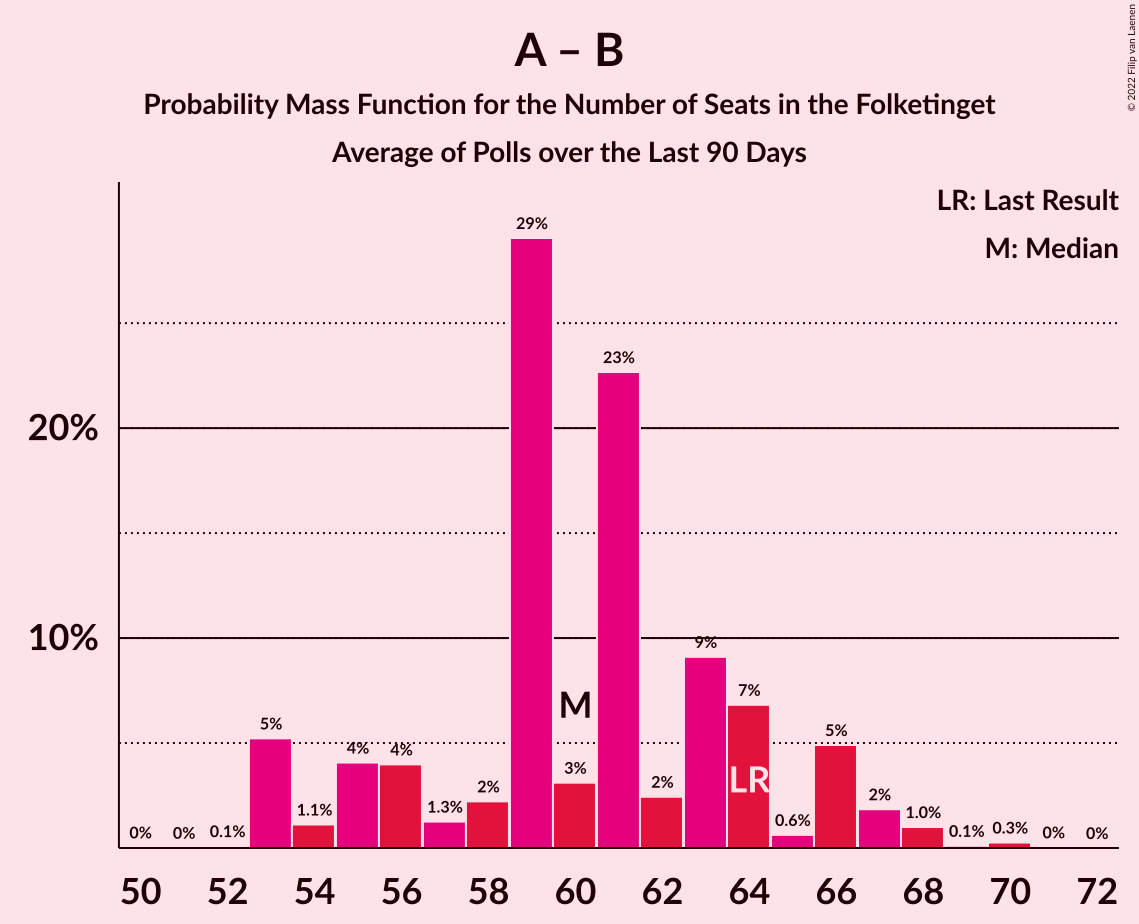 A – B
Probability Mass Function for the Number of Seats in the Folketinget
Average of Polls over the Last 90 Days
© 2022 Filip van Laenen
LR: Last Result
M: Median
20%
10%
0%
0%
0.1%
5%
1.1%
4%
4%
1.3%
2%
29%
3%
23%
2%
9%
7%
0.6%
5%
2%
1.0%
0.1%
0.3%
0%
0%
M
LR
50 52 54 56 58 60 62 64 66 68 70 72